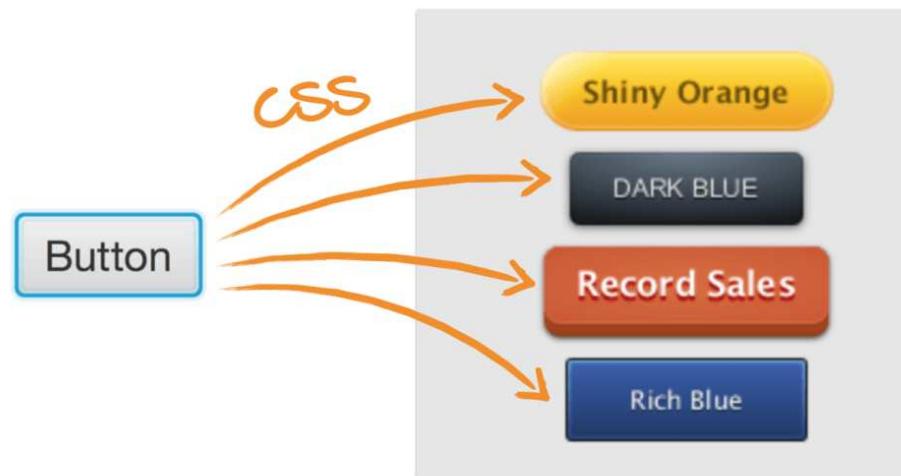 CSS
Button
Shiny Orange
DARK BLUE
Record Sales
Rich Blue